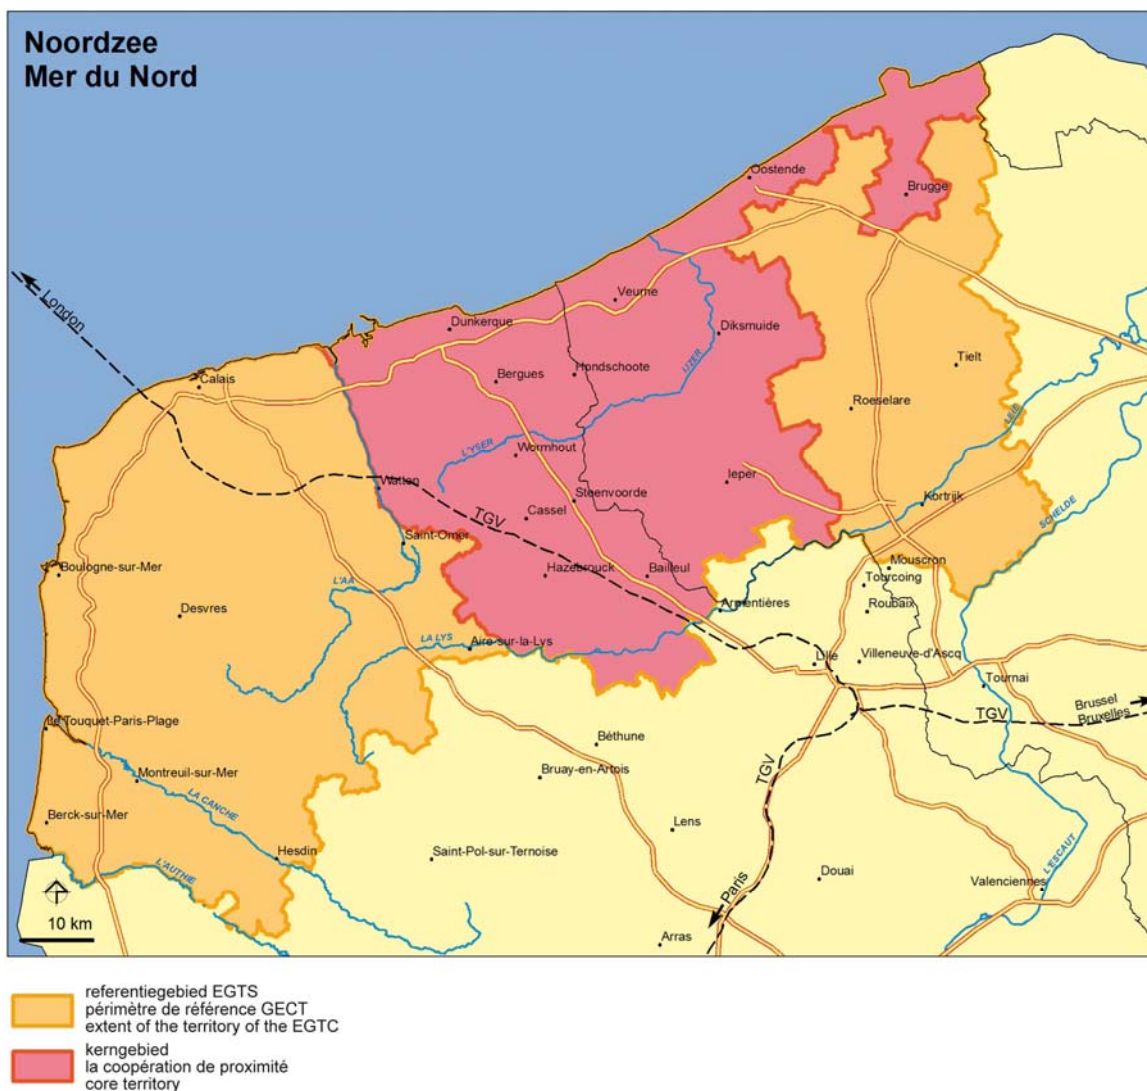 Noordzee
Mer du Nord
Oostende
Brugge
London
Veurne
Dunkerque
Diksmuide
Calais
Bergues
Hondschoote
IJZER
Tielt
Roeselare
LEIE
L'YSER
Wormhout
Watten
Ieper
Steenvoorde
Kortrijk
Cassel
TGV
SCHELDE
Saint-Omer
Boulogne-sur-Mer
L'AA
Hazebrouck
Bailleul
Mouscron
Tourcoing
Desvres
Armentières
Roubaix
LA LYS
Aire-sur-la-Lys
Lille
Villeneuve-d'Ascq
Tournai
Le Touquet-Paris-Plage
Brussel
Bruxelles
TGV
Béthune
TGV
Montreuil-sur-Mer
Bruay-en-Artois
LA CANCHE
Berck-sur-Mer
Lens
Hesdin
Saint-Pol-sur-Ternoise
L'AUTHIE
Douai
L'ESCAUT
Valenciennes
Paris
10 km
Arras
referentiegebied EGTS
périmètre de référence GECT
extent of the territory of the EGTC
kerngebied
la coopération de proximité
core territory